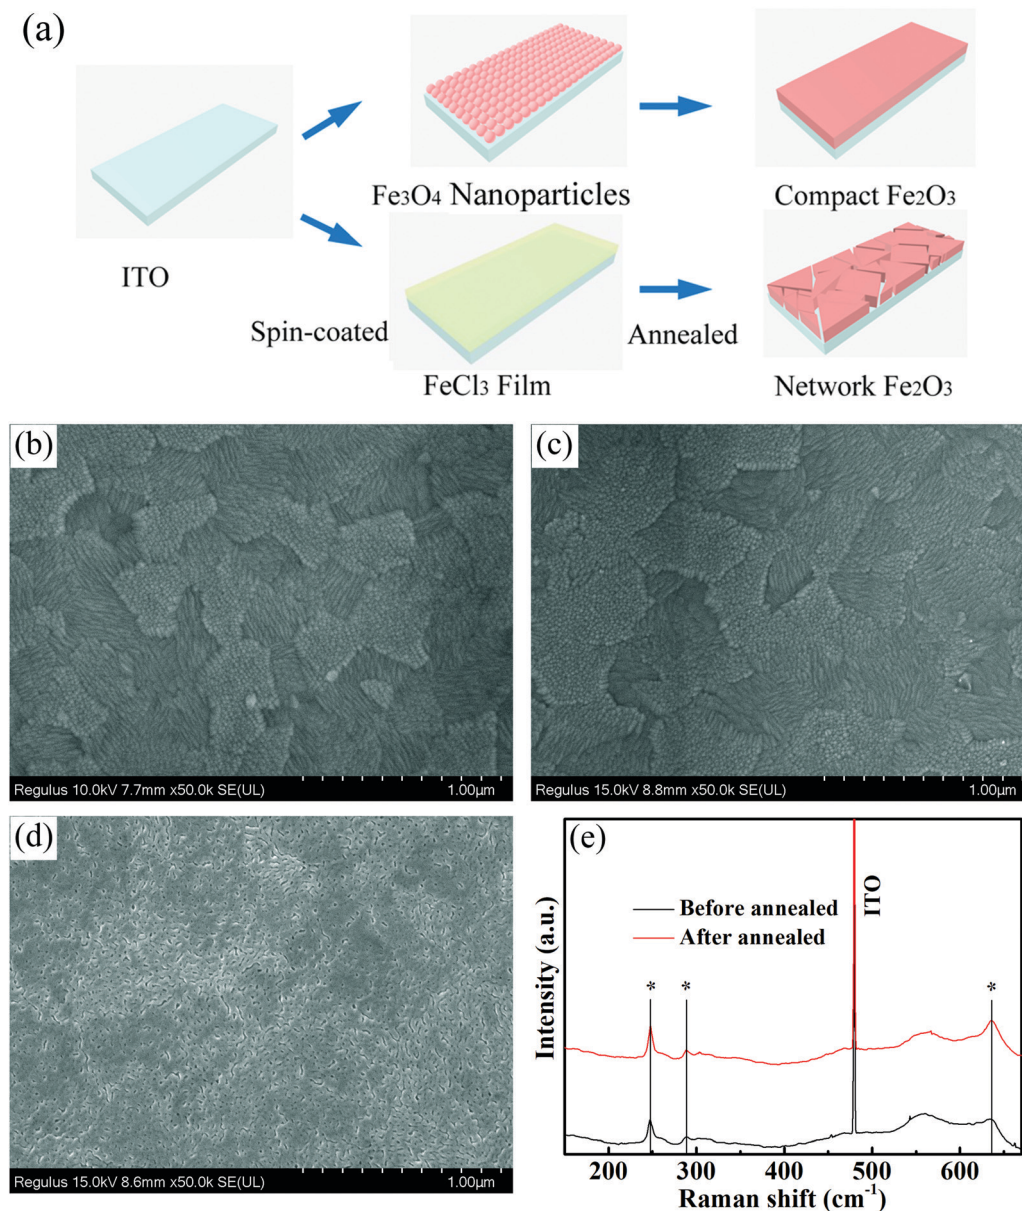 (a)
Fe₃O₄ Nanoparticles
Compact Fe₂O₃
ITO
Spin-coated
Annealed
FeCl₃ Film
Network Fe₂O₃
(b)
Regulus 10.0kV 7.7mm x50.0k SE(UL) 1.00µm
(c)
Regulus 15.0kV 8.8mm x50.0k SE(UL) 1.00µm
(d)
Regulus 15.0kV 8.6mm x50.0k SE(UL) 1.00µm
(e)
Intensity (a.u.)
Before annealed
After annealed
ITO
* * *
200 300 400 500 600
Raman shift (cm⁻¹)